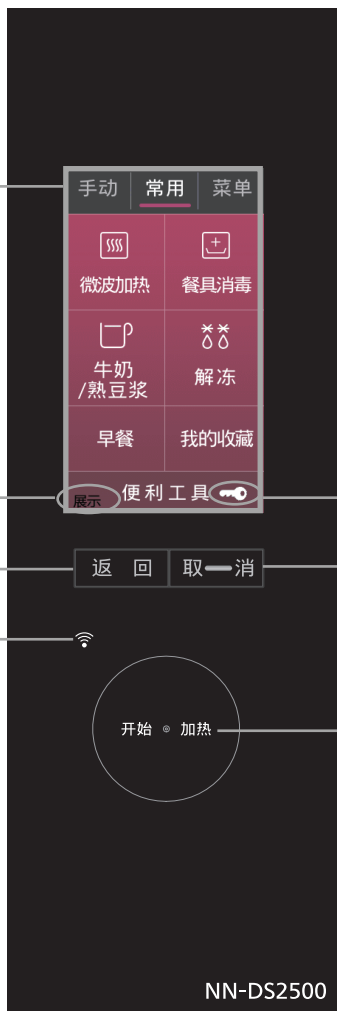 手动 常用 菜单
微波加热 餐具消毒
牛奶
/熟豆浆
解冻
早餐 我的收藏
展示 便利工具
返回 取消
开始 加热
NN-DS2500